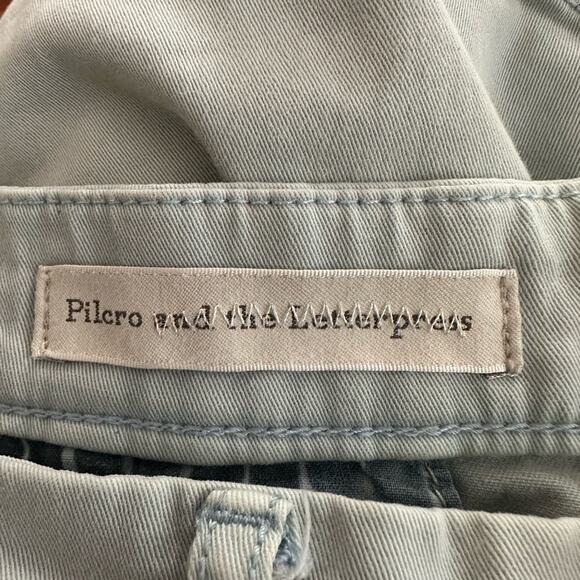 Pilcro and the Letterpress